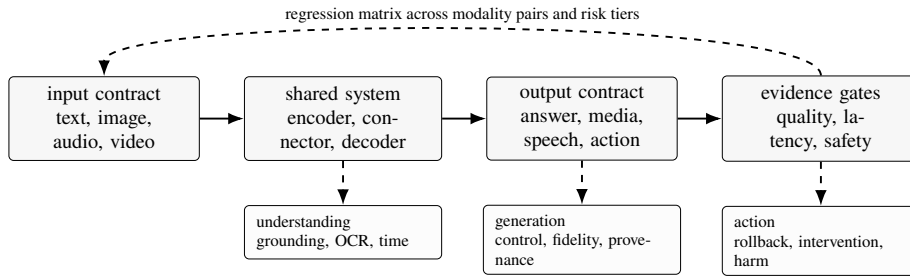 regression matrix across modality pairs and risk tiers
input contract
text, image,
audio, video
shared system
encoder, con-
nector, decoder
output contract
answer, media,
speech, action
evidence gates
quality, la-
tency, safety
understanding
grounding, OCR, time
generation
control, fidelity, prove-
nance
action
rollback, intervention,
harm